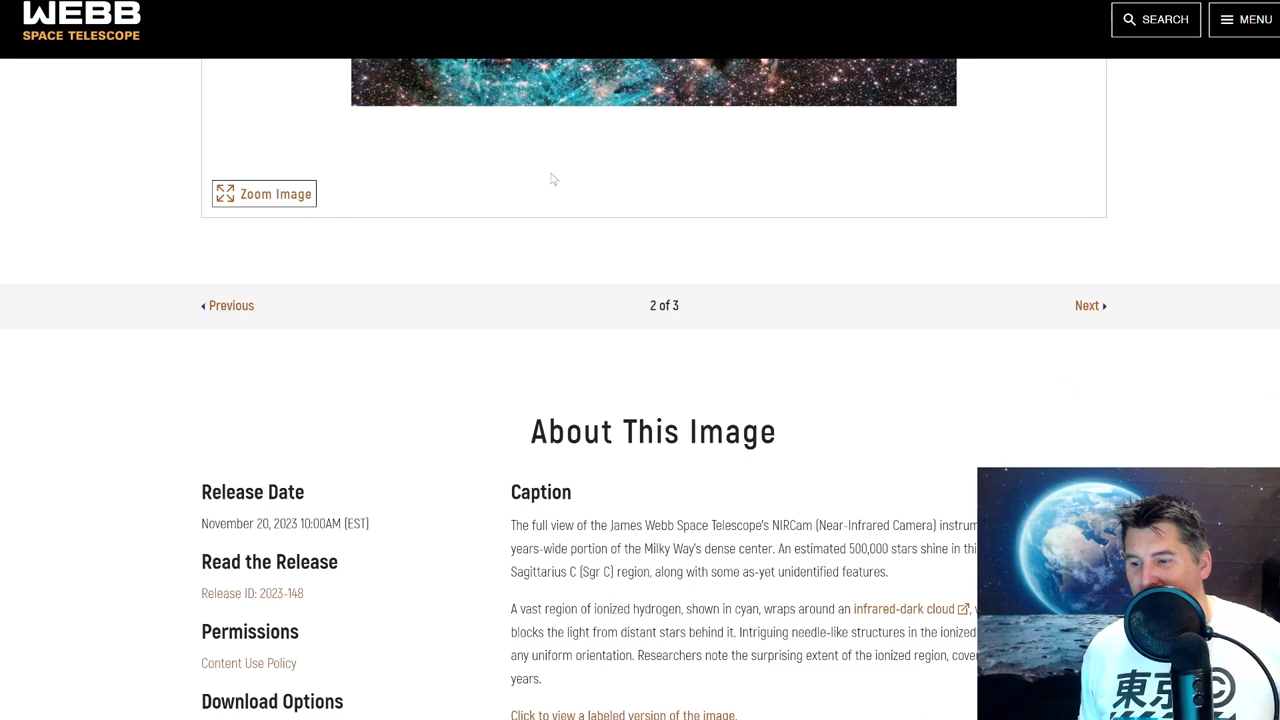 WEBB
SPACE TELESCOPE
SEARCH
MENU
Zoom Image
Previous
2 of 3
Next
About This Image
Release Date
November 20, 2023 10:00AM (EST)
Read the Release
Release ID: 2023-148
Permissions
Content Use Policy
Download Options
Caption
The full view of the James Webb Space Telescope's NIRCam (Near-Infrared Camera) instrum
years-wide portion of the Milky Way's dense center. An estimated 500,000 stars shine in thi
Sagittarius C (Sgr C) region, along with some as-yet unidentified features.
A vast region of ionized hydrogen, shown in cyan, wraps around an infrared-dark cloud,
blocks the light from distant stars behind it. Intriguing needle-like structures in the ionized
any uniform orientation. Researchers note the surprising extent of the ionized region, cove
years.
Click to view a labeled version of the image.
東京